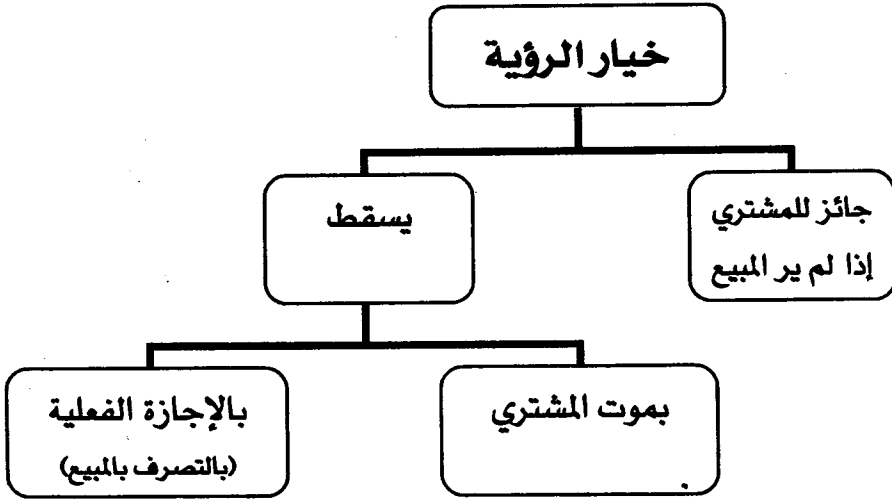 خيار الرؤية
جائز للمشتري
إذا لم ير المبيع
يسقط
بموت المشتري
بالإجازة الفعلية
(بالتصرف بالمبيع)